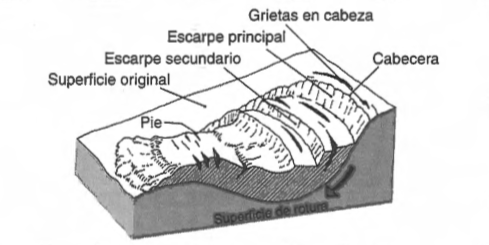 Grietas en cabeza
Escarpe principal
Escarpe secundario
Cabecera
Superficie original
Pie
Superficie de rotura